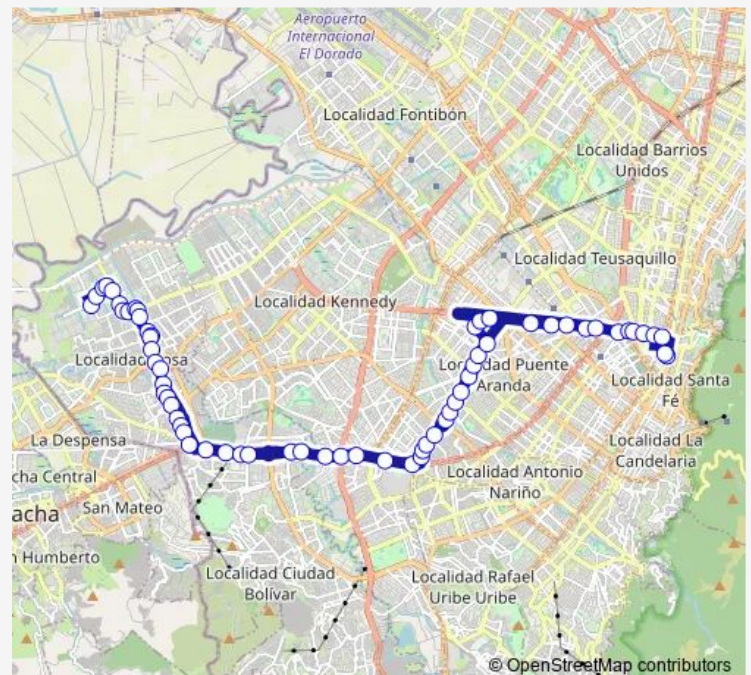 Aeropuerto
Internacional
El Dorado
Localidad Fontibón
Localidad Barrios
Unidos
Localidad Teusaquillo
Localidad Kennedy
Localidad Puente
Aranda
Localidad Santa
Fé
La Despensa
Localidad La
Candelaria
cha Central
Localidad Antonio
Nariño
San Mateo
acha
n Humberto
Localidad Ciudad
Bolívar
Localidad Rafael
Uribe Uribe
© OpenStreetMap contributors